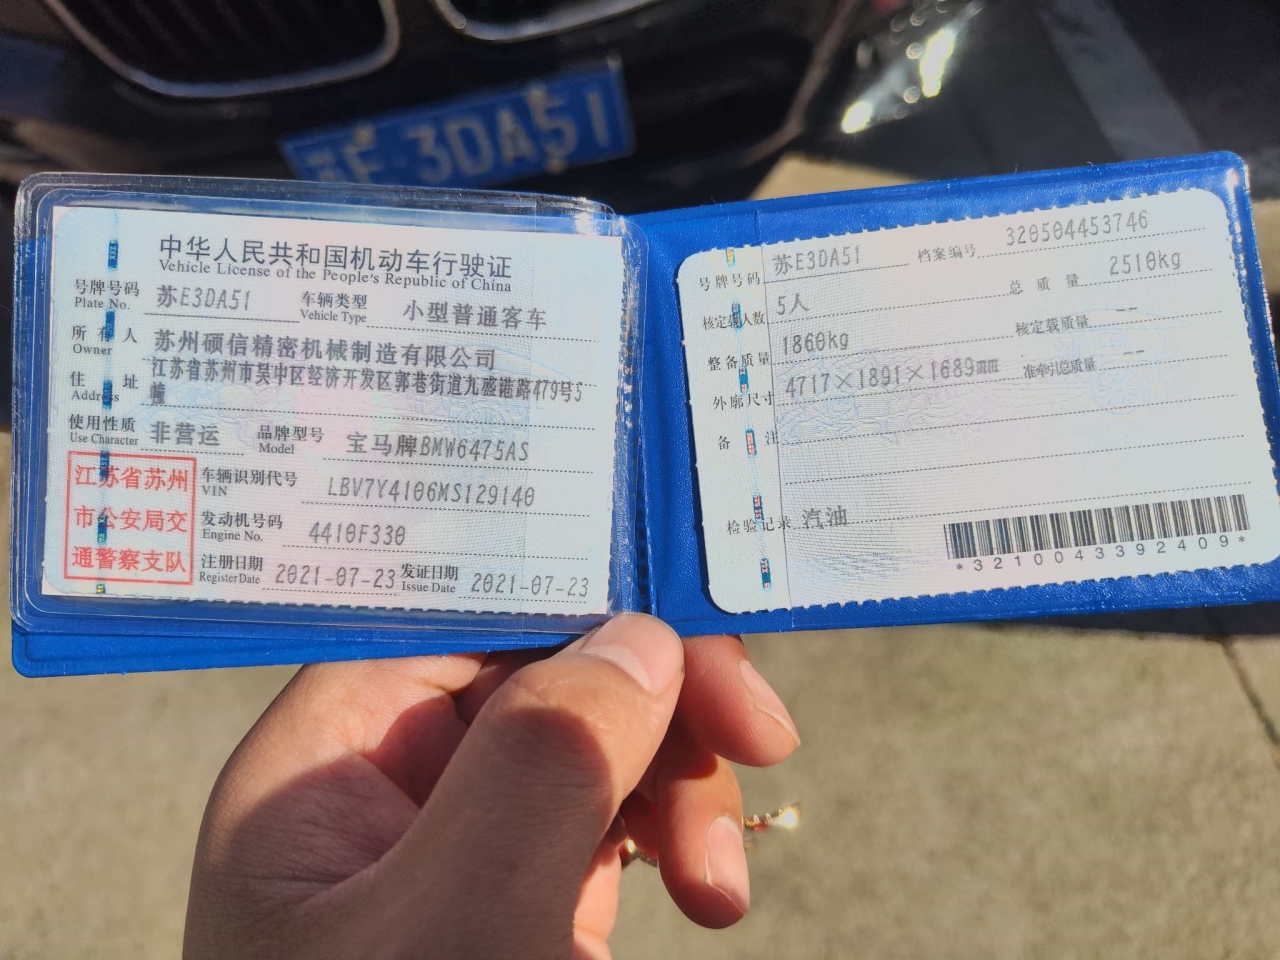 苏E·3DA51
中华人民共和国机动车行驶证
Vehicle License of the People's Republic of China
号牌号码 苏E3DA51 车辆类型 小型普通客车
Plate No. Vehicle Type
所有人 苏州硕信精密机械制造有限公司
Owner
住址 江苏省苏州市吴中区经济开发区郭巷街道九盛港路479号5
Address 幢
使用性质 非营运 品牌型号 宝马牌BMW6475AS
Use Character Model
江苏省苏州
市公安局交
通警察支队
车辆识别代号 LBV7Y4106MS129140
VIN
发动机号码 4410F330
Engine No.
注册日期 2021-07-23 发证日期 2021-07-23
Register Date Issue Date
号牌号码 苏E3DA51 档案编号 320504453746
核定载人数 5人 总质量 2510kg
整备质量 1860kg 核定载质量 --
外廓尺寸 4717×1891×1689mm 准牵引总质量 --
备注
检验记录 汽油
*3210043392409*